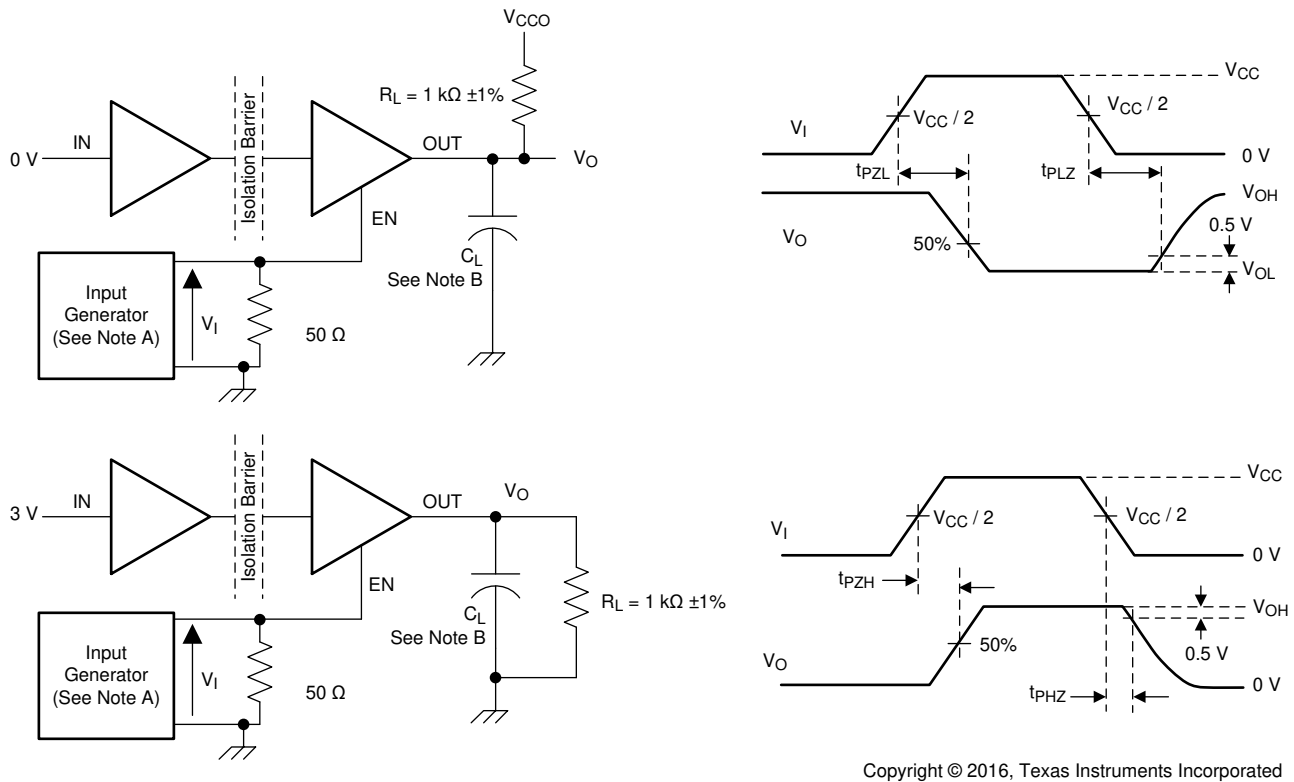 VCCO
RL = 1 kΩ ±1%
0 V
IN
Isolation Barrier
OUT
VO
EN
CL
See Note B
Input
Generator
(See Note A)
VI
50 Ω
VI
VCC / 2
VCC / 2
VCC
0 V
tPZL
tPLZ
VO
50%
VOH
0.5 V
VOL
3 V
IN
Isolation Barrier
OUT
VO
EN
CL
See Note B
RL = 1 kΩ ±1%
Input
Generator
(See Note A)
VI
50 Ω
VI
VCC / 2
VCC / 2
VCC
0 V
tPZH
VO
50%
tPHZ
VOH
0.5 V
0 V
Copyright © 2016, Texas Instruments Incorporated